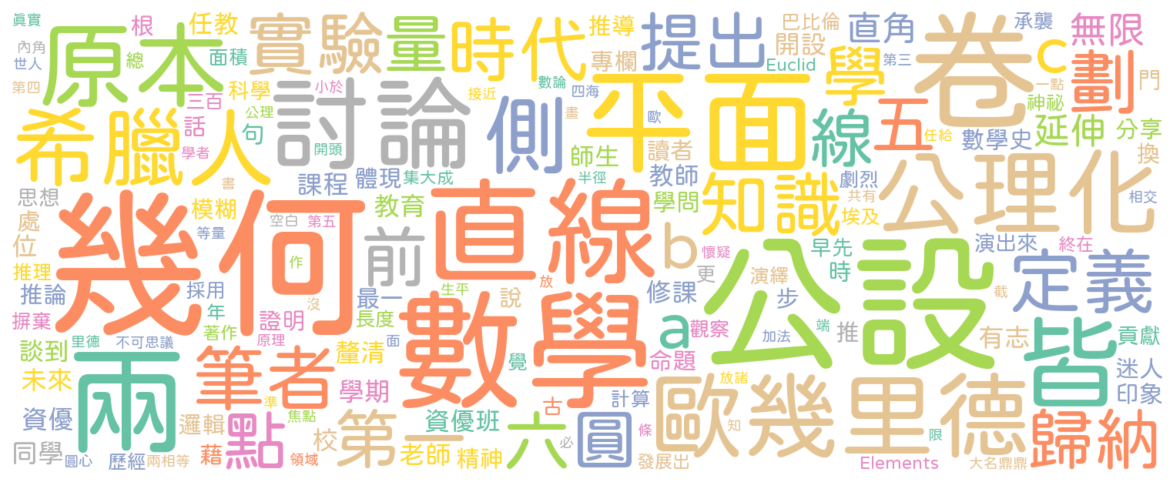 眞實 根 任教 實驗 量 時代 推導 提出 巴比倫 直角 卷 承襲 無限
原本 內角 世人 總 面積 專欄 開設 學 第三 c 一點 劃 門
第四 三百 科學 小於 接近 數論 四海 Euclid 神祕
希臘人 話 句 公理 討論 側 畫 平面 歐 線 五 任給 數學史 延伸 分享
學者 開頭 師生 讀者 換
思想 書 課程 體現 集大成 半徑 教師 知識 劇烈 共有 公理化 相交
處 模糊 空白 第五 教育 直線 學問 埃及
位 等量 幾何 前 b 懷疑 早先 演出來 終在
推理 作 更 演繹 時 定義
推論 採用 沒 最一 生平 說 放 修課 步 截
摒棄 年 著作 證明 長度 數學 a 觀察 公設 有志 貢獻
談到 里德 不可思議 原理 面 釐清 覺 命題 加法 端 推 皆
未來 兩 筆者 學期 古 放諸 迷人
資優 準 焦點 計算 歐幾里德 印象
邏輯 點 校 第一 資優班 六 圓 條 知 限 歸納
同學 圓心 歷經 兩相等 藉 領域 老師 精神 必 發展出 Elements 大名鼎鼎